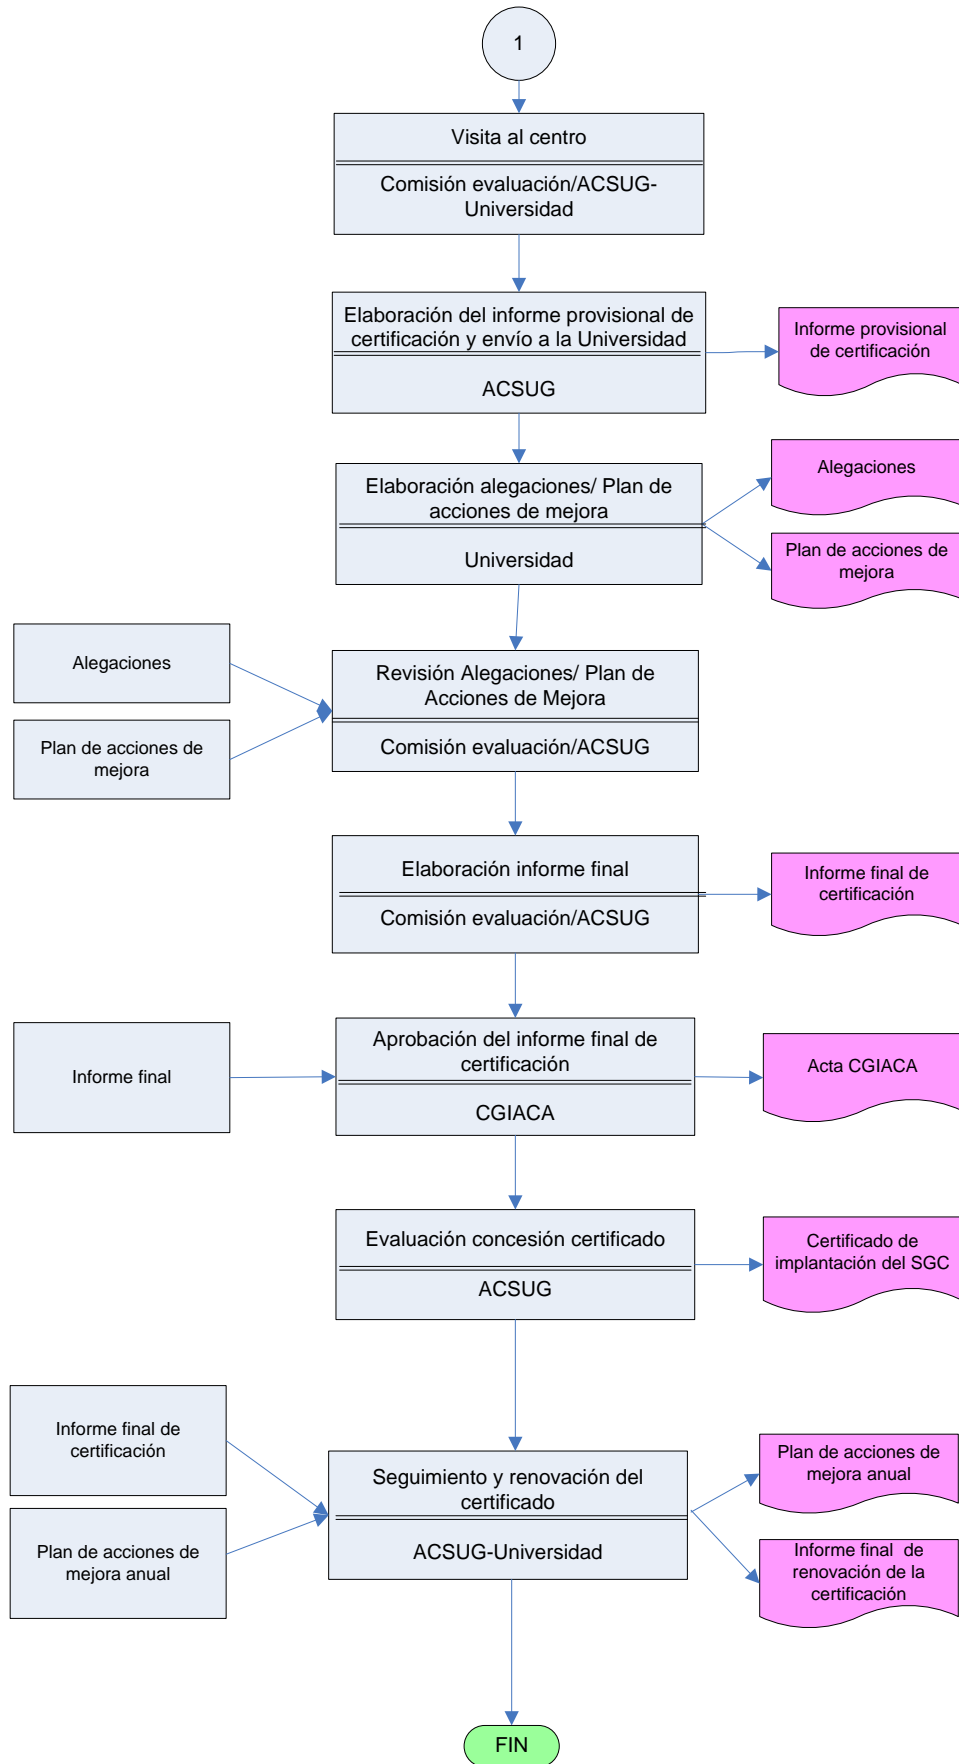 1
Visita al centro
Comisión evaluación/ACSUG-
Universidad
Elaboración del informe provisional de
certificación y envío a la Universidad
ACSUG
Informe provisional
de certificación
Elaboración alegaciones/ Plan de
acciones de mejora
Universidad
Alegaciones
Plan de acciones de
mejora
Alegaciones
Plan de acciones de
mejora
Revisión Alegaciones/ Plan de
Acciones de Mejora
Comisión evaluación/ACSUG
Elaboración informe final
Comisión evaluación/ACSUG
Informe final de
certificación
Informe final
Aprobación del informe final de
certificación
CGIACA
Acta CGIACA
Evaluación concesión certificado
ACSUG
Certificado de
implantación del SGC
Informe final de
certificación
Plan de acciones de
mejora anual
Seguimiento y renovación del
certificado
ACSUG-Universidad
Plan de acciones de
mejora anual
Informe final  de
renovación de la
certificación
FIN